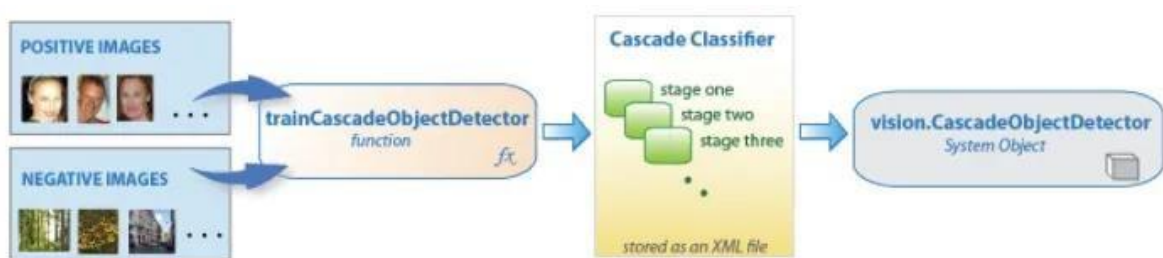 POSITIVE IMAGES
. . .
NEGATIVE IMAGES
. . .
trainCascadeObjectDetector
function
fx
Cascade Classifier
stage one
stage two
stage three
stored as an XML file
vision.CascadeObjectDetector
System Object